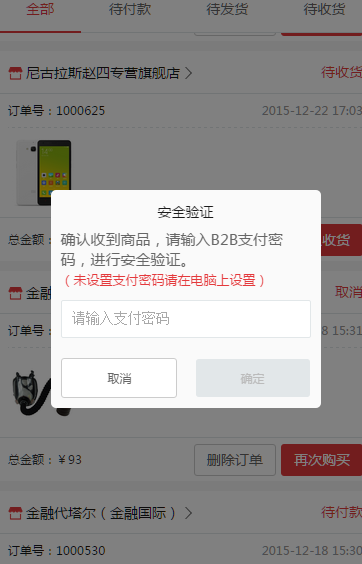 全部 待付款 待发货 待收货
尼古拉斯赵四专营旗舰店 待收货
订单号：1000625 2015-12-22 17:03
安全验证
确认收到商品，请输入B2B支付密
码，进行安全验证。
（未设置支付密码请在电脑上设置）
请输入支付密码
取消 确定
总金额： 收货
金融 取消
订单号 8 15:31
总金额：￥93 删除订单 再次购买
金融代塔尔（金融国际） 待付款
订单号：1000530 2015-12-18 15:30